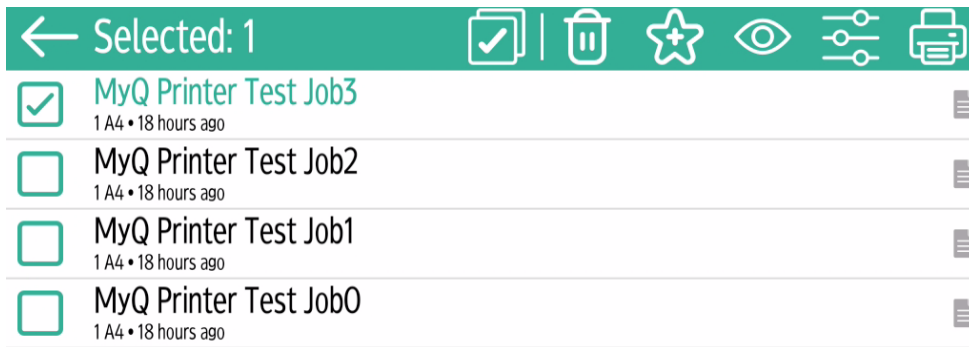 Selected: 1
MyQ Printer Test Job3
1 A4 • 18 hours ago
MyQ Printer Test Job2
1 A4 • 18 hours ago
MyQ Printer Test Job1
1 A4 • 18 hours ago
MyQ Printer Test Job0
1 A4 • 18 hours ago